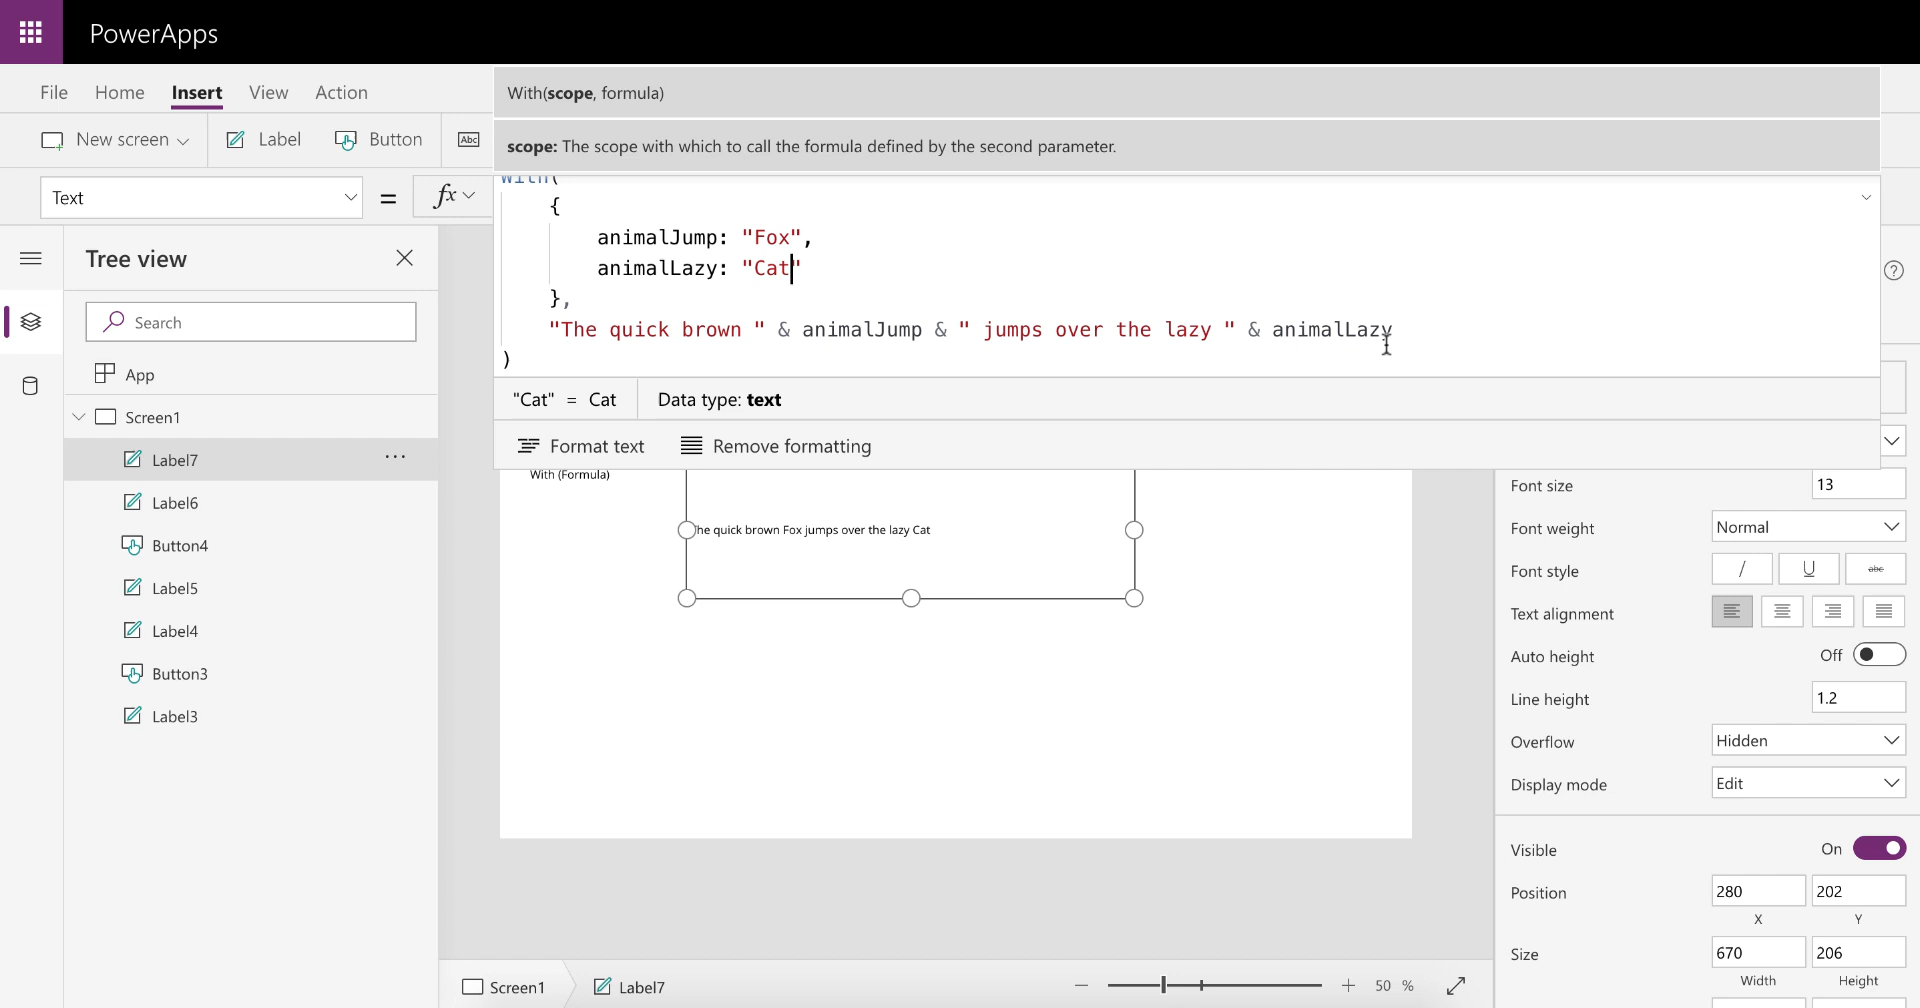 PowerApps
File Home Insert View Action
With(scope, formula)
New screen Label Button Abc
scope: The scope with which to call the formula defined by the second parameter.
Text = fx
With(
{
animalJump: "Fox",
animalLazy: "Cat"
},
"The quick brown " & animalJump & " jumps over the lazy " & animalLazy
)
"Cat" = Cat Data type: text
Format text Remove formatting
Tree view
Search
App
Screen1
Label7 ...
Label6
Button4
Label5
Label4
Button3
Label3
With (Formula)
The quick brown Fox jumps over the lazy Cat
Font size 13
Font weight Normal
Font style / U abc
Text alignment
Auto height Off
Line height 1.2
Overflow Hidden
Display mode Edit
Visible On
Position 280 202
X Y
Size 670 206
Width Height
Screen1 Label7 50 %